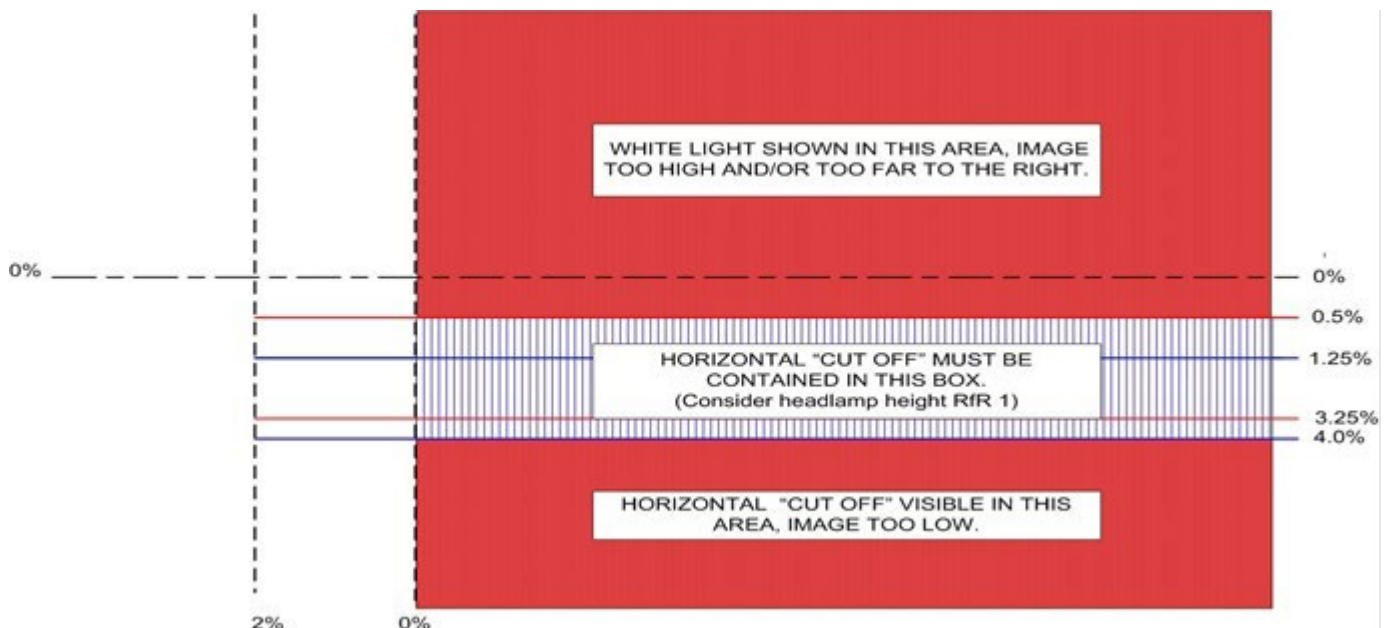 WHITE LIGHT SHOWN IN THIS AREA, IMAGE
TOO HIGH AND/OR TOO FAR TO THE RIGHT.
0%
0%
0.5%
HORIZONTAL “CUT OFF” MUST BE
CONTAINED IN THIS BOX.
(Consider headlamp height RfR 1)
1.25%
3.25%
4.0%
HORIZONTAL “CUT OFF” VISIBLE IN THIS
AREA, IMAGE TOO LOW.
2%
0%